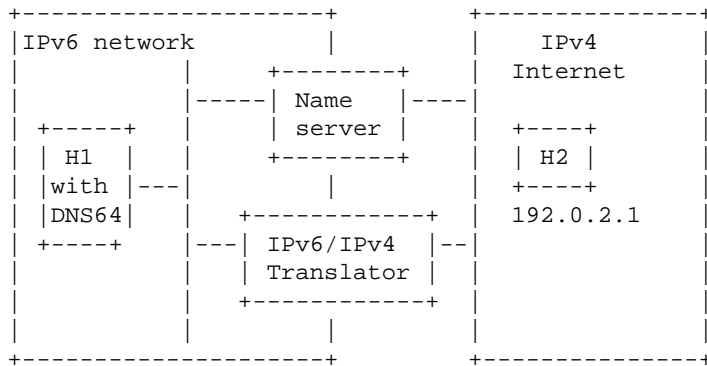 IPv6 network
IPv4
Internet
Name
server
H1
with
DNS64
H2
192.0.2.1
IPv6/IPv4
Translator